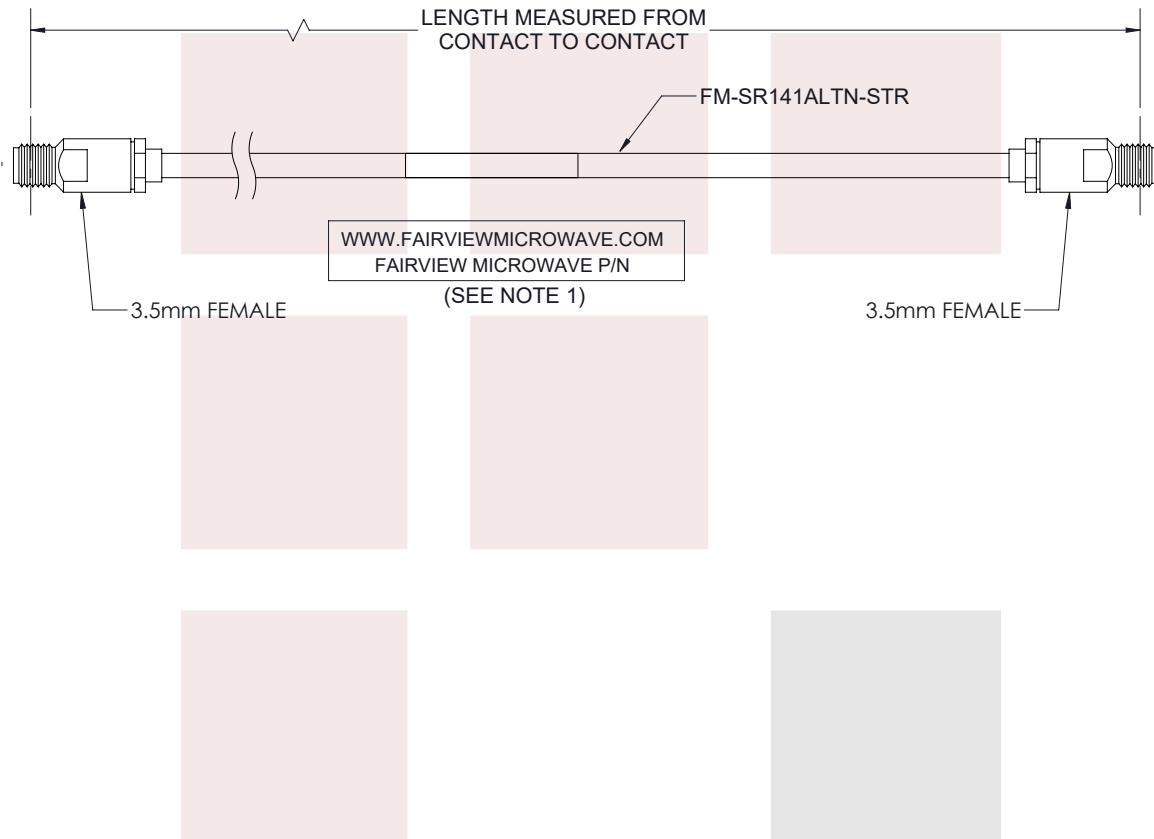 LENGTH MEASURED FROM
CONTACT TO CONTACT
FM-SR141ALTN-STR
WWW.FAIRVIEWMICROWAVE.COM
FAIRVIEW MICROWAVE P/N
(SEE NOTE 1)
3.5mm FEMALE
3.5mm FEMALE